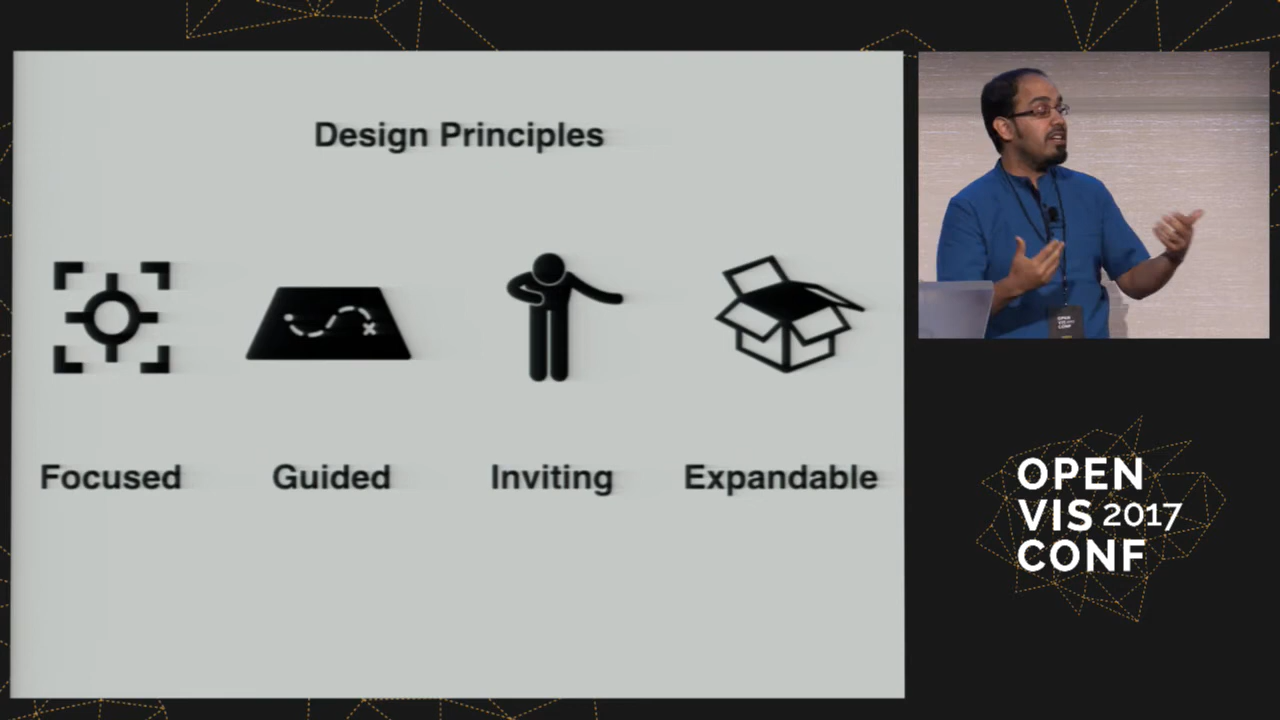 Design Principles
Focused
Guided
Inviting
Expandable
OPEN
VIS 2017
CONF